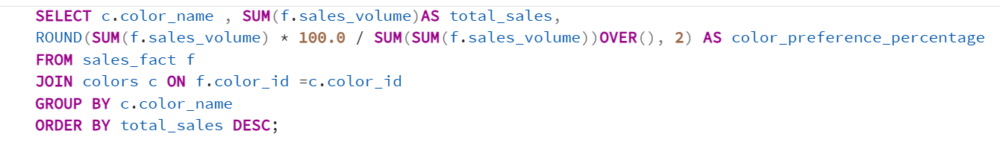 SELECT c.color_name , SUM(f.sales_volume)AS total_sales,
ROUND(SUM(f.sales_volume) * 100.0 / SUM(SUM(f.sales_volume))OVER(), 2) AS color_preference_percentage
FROM sales_fact f
JOIN colors c ON f.color_id =c.color_id
GROUP BY c.color_name
ORDER BY total_sales DESC;